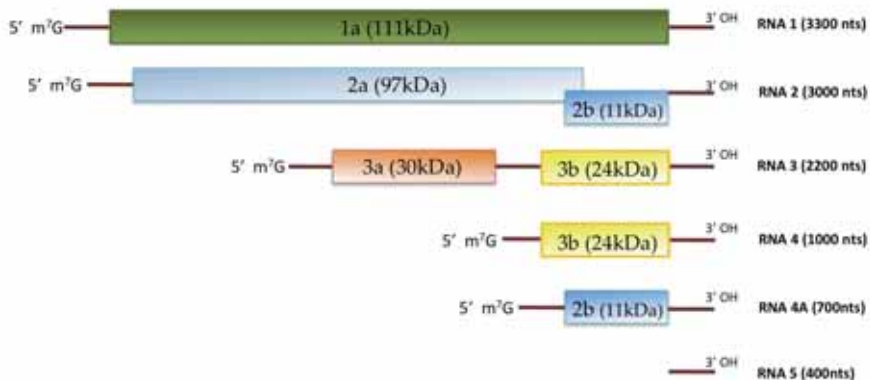 5' m⁷G 1a (111kDa) 3' OH RNA 1 (3300 nts)
5' m⁷G 2a (97kDa) 2b (11kDa) 3' OH RNA 2 (3000 nts)
5' m⁷G 3a (30kDa) 3b (24kDa) 3' OH RNA 3 (2200 nts)
5' m⁷G 3b (24kDa) 3' OH RNA 4 (1000 nts)
5' m⁷G 2b (11kDa) 3' OH RNA 4A (700nts)
3' OH RNA 5 (400nts)